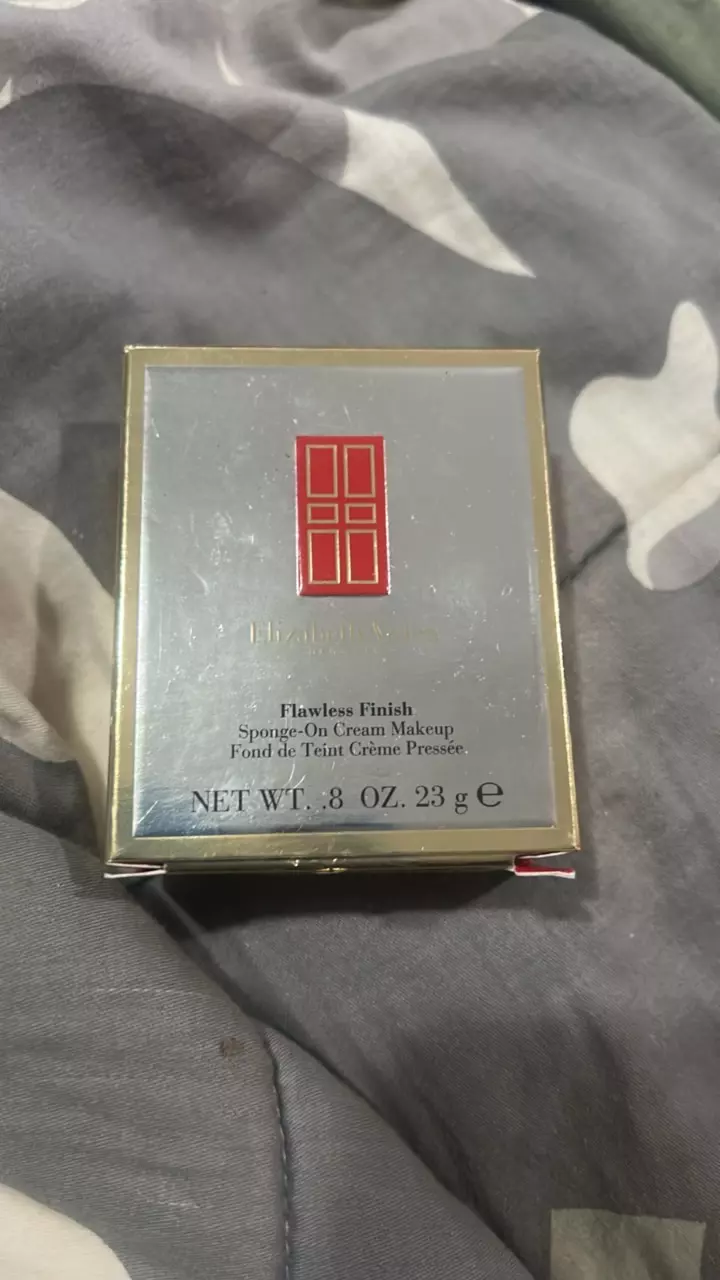 Elizabeth Arden
Flawless Finish
Sponge-On Cream Makeup
Fond de Teint Crème Pressée
NET WT. .8 OZ. 23 g ℮